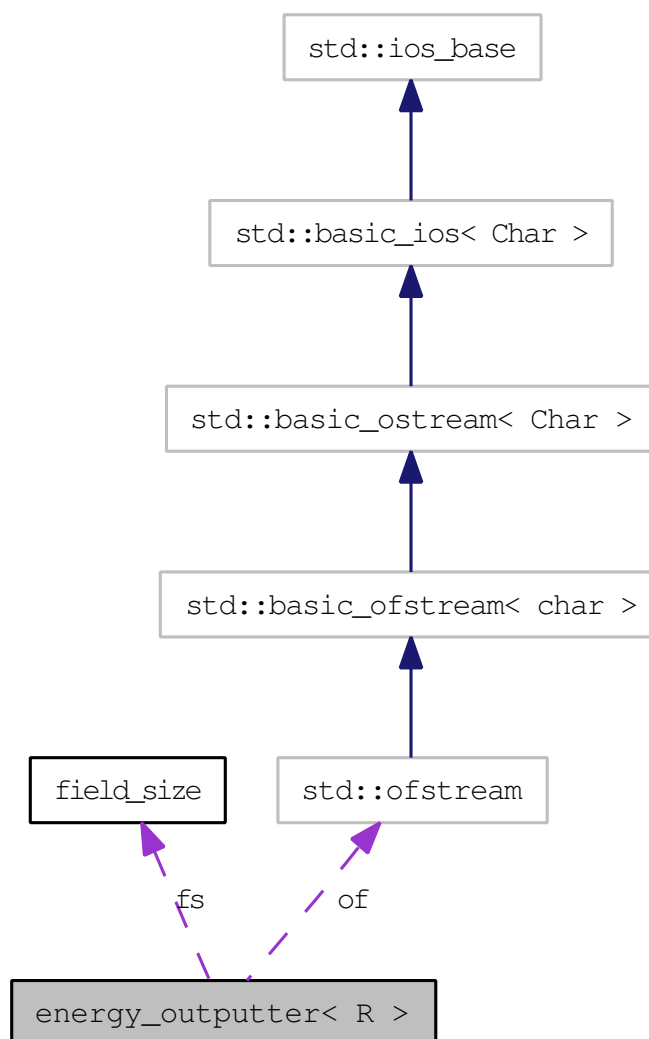 std::ios_base
std::basic_ios< Char >
std::basic_ostream< Char >
std::basic_ofstream< char >
field_size
std::ofstream
fs
of
energy_outputter< R >